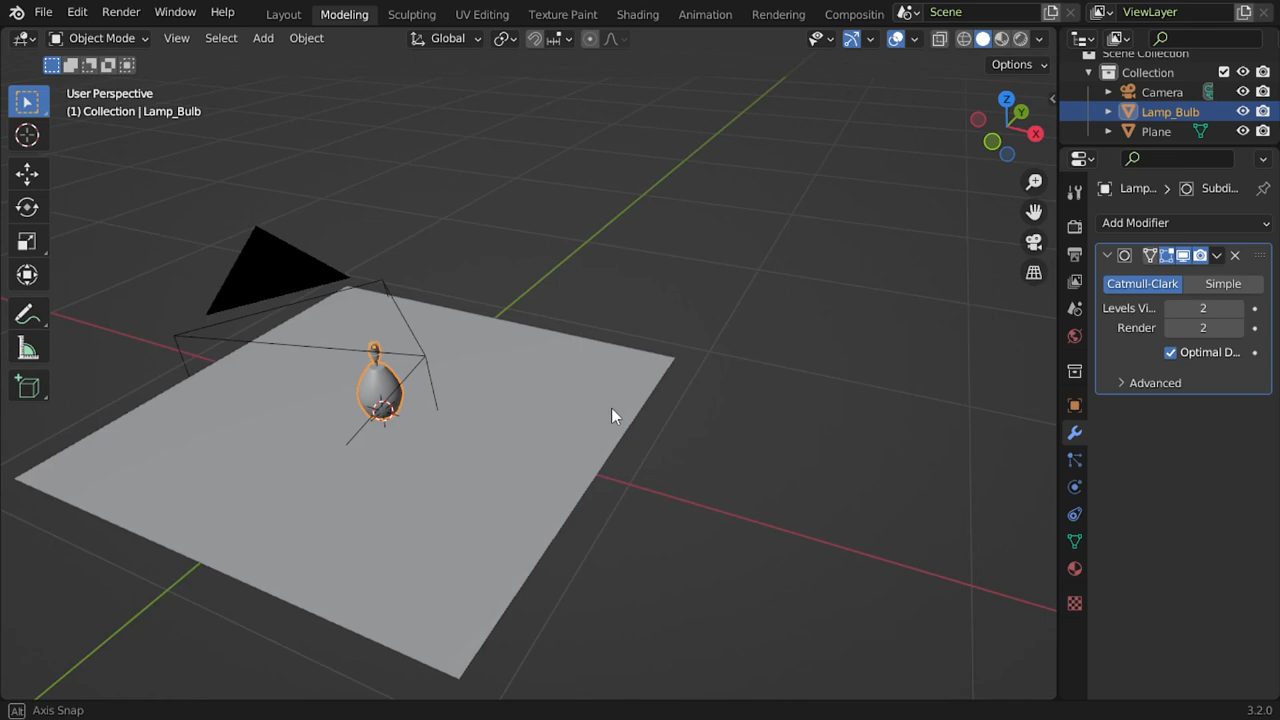 File Edit Render Window Help Layout Modeling Sculpting UV Editing Texture Paint Shading Animation Rendering Compositin Scene ViewLayer
Object Mode View Select Add Object Global
Options
User Perspective
(1) Collection | Lamp_Bulb
Z
Y
X
Scene Collection
Collection
Camera
Lamp_Bulb
Plane
Lamp... Subdi...
Add Modifier
Catmull-Clark Simple
Levels Vi... 2
Render 2
Optimal D...
Advanced
Alt Axis Snap 3.2.0